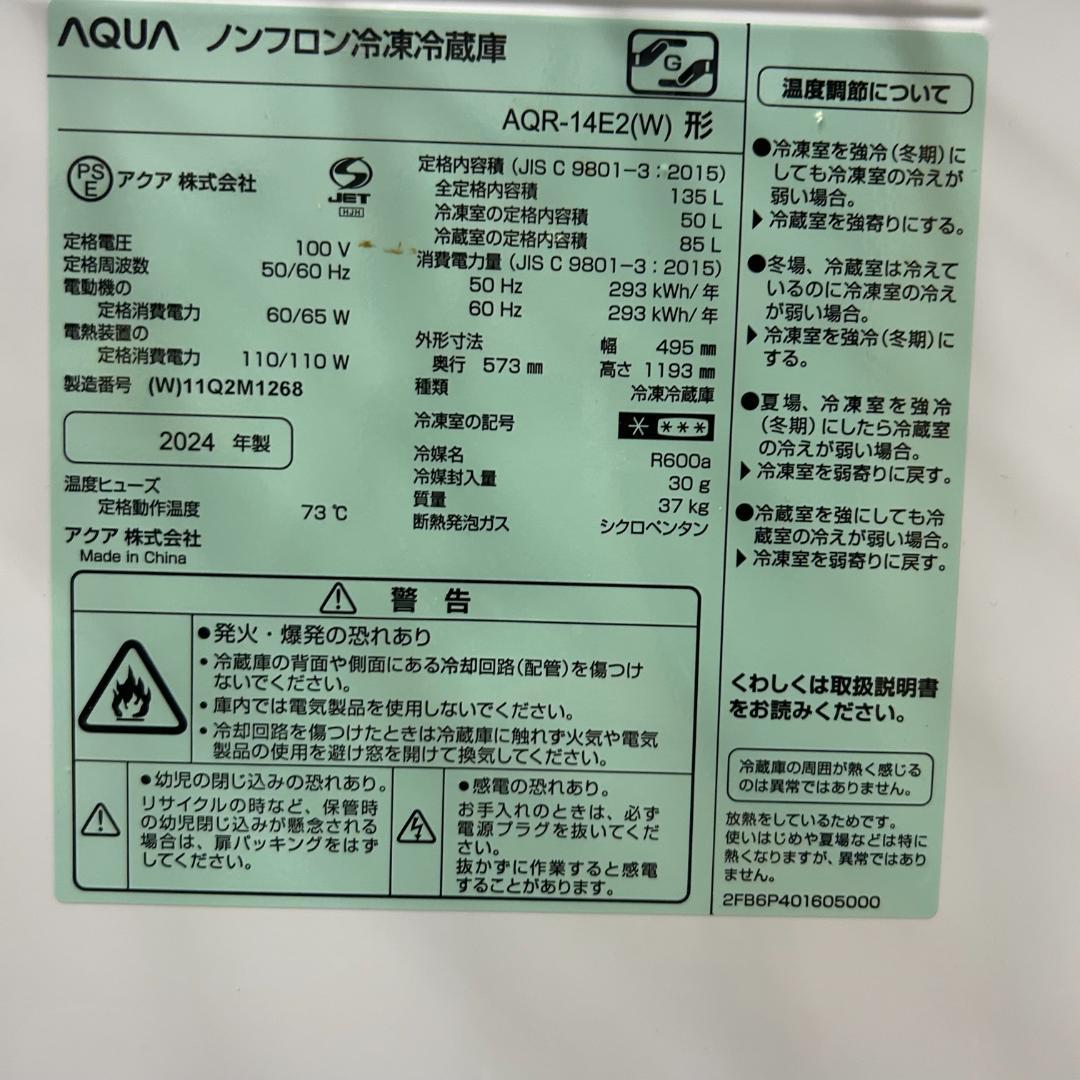 AQUA ノンフロン冷凍冷蔵庫
G
AQR-14E2(W) 形
PS
E
アクア 株式会社
S
JET
HJH
定格電圧 100 V
定格周波数 50/60 Hz
電動機の
定格消費電力 60/65 W
電熱装置の
定格消費電力 110/110 W
製造番号 (W)11Q2M1268
2024 年製
温度ヒューズ
定格動作温度 73℃
アクア 株式会社
Made in China
定格内容積 (JIS C 9801-3:2015)
全定格内容積 135 L
冷凍室の定格内容積 50 L
冷蔵室の定格内容積 85 L
消費電力量 (JIS C 9801-3:2015)
50 Hz 293 kWh/年
60 Hz 293 kWh/年
外形寸法 幅 495 ㎜
奥行 573 ㎜ 高さ 1193 ㎜
種類 冷凍冷蔵庫
冷凍室の記号 * ***
冷媒名 R600a
冷媒封入量 30 g
質量 37 kg
断熱発泡ガス シクロペンタン
⚠ 警 告
●発火・爆発の恐れあり
・冷蔵庫の背面や側面にある冷却回路(配管)を傷つけ
ないでください。
・庫内では電気製品を使用しないでください。
・冷却回路を傷つけたときは冷蔵庫に触れず火気や電気
製品の使用を避け窓を開けて換気してください。
●幼児の閉じ込みの恐れあり。
リサイクルの時など、保管時
の幼児閉じ込みが懸念される
場合は、扉パッキングをはず
してください。
●感電の恐れあり。
お手入れのときは、必ず
電源プラグを抜いてくだ
さい。
抜かずに作業すると感電
することがあります。
温度調節について
●冷凍室を強冷(冬期)に
しても冷凍室の冷えが
弱い場合。
▶冷蔵室を強寄りにする。
●冬場、冷蔵室は冷えて
いるのに冷凍室の冷え
が弱い場合。
▶冷凍室を強冷(冬期)に
する。
●夏場、冷凍室を強冷
(冬期)にしたら冷蔵室
の冷えが弱い場合。
▶冷凍室を弱寄りに戻す。
●冷蔵室を強にしても冷
蔵室の冷えが弱い場合。
▶冷凍室を弱寄りに戻す。
くわしくは取扱説明書
をお読みください。
冷蔵庫の周囲が熱く感じる
のは異常ではありません。
放熱をしているためです。
使いはじめや夏場などは特に
熱くなりますが、異常ではあり
ません。
2FB6P401605000